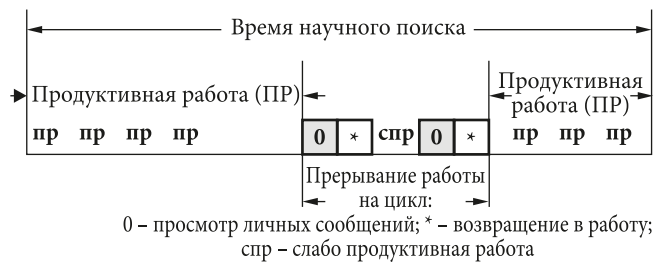 Время научного поиска
Продуктивная работа (ПР)
Продуктивная
работа (ПР)
пр пр пр пр 0 * спр 0 * пр пр пр
Прерывание работы
на цикл:
0 – просмотр личных сообщений; * – возвращение в работу;
спр – слабо продуктивная работа